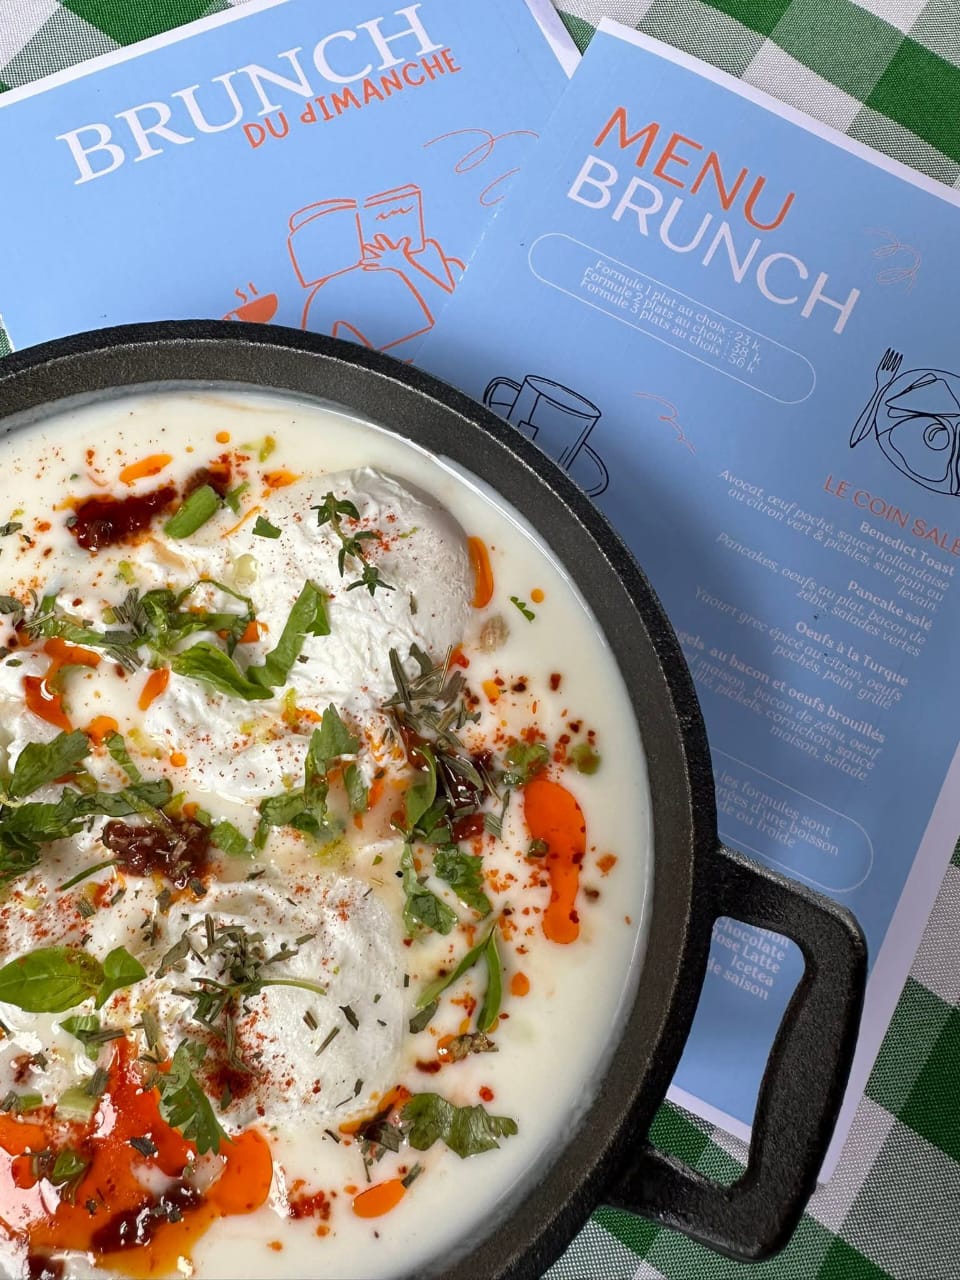 BRUNCH
DU dIMANCHE
MENU
BRUNCH
Formule 1 plat au choix : 23 k
Formule 2 plats au choix : 38 k
Formule 3 plats au choix : 56 k
LE COIN SALÉ
Benedict Toast
Avocat, œuf poché, sauce hollandaise
au citron vert & pickles, sur pain au
levain
Pancake salé
Pancakes, oeufs au plat, bacon de
zébu, salades vertes
Oeufs à la Turque
Yaourt grec épicé au citron, oeufs
pochés, pain grillé
au bacon et oeufs brouillés
maison, bacon de zébu, oeuf
pickels, cornichon, sauce
maison, salade
les formules sont
boisson
ou froide
chocolate
Latte
Icetea
de saison